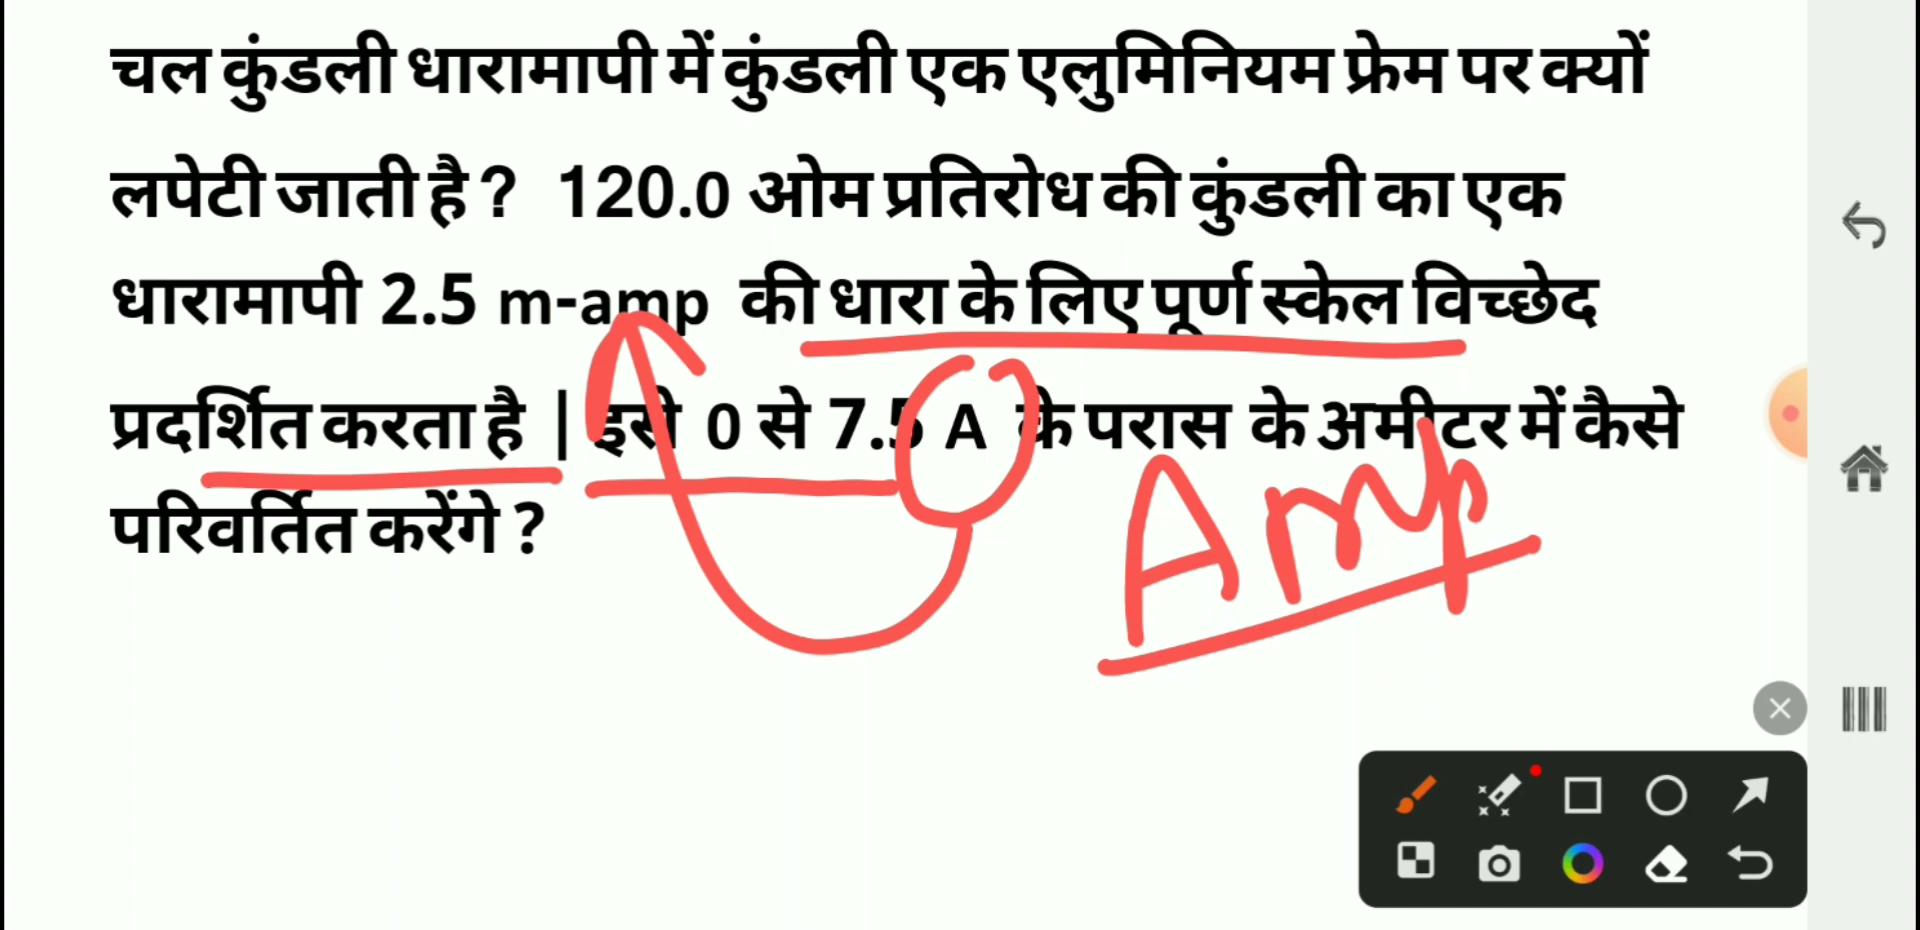 चल कुंडली धारामापी में कुंडली एक एलुमिनियम फ्रेम पर क्यों
लपेटी जाती है ? 120.0 ओम प्रतिरोध की कुंडली का एक
धारामापी 2.5 m-amp की धारा के लिए पूर्ण स्केल विच्छेद
प्रदर्शित करता है | इसे 0 से 7.5 A के परास के अमीटर में कैसे
परिवर्तित करेंगे ?
Amp